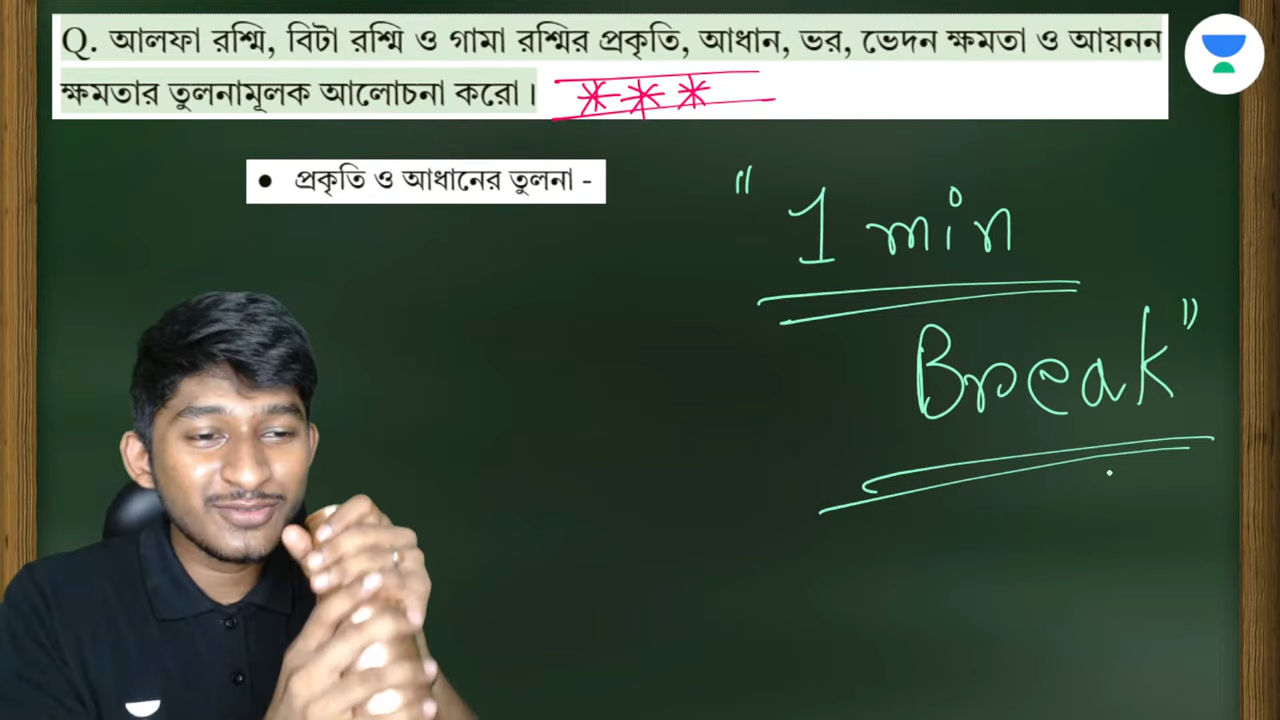 Q. আলফা রশ্মি, বিটা রশ্মি ও গামা রশ্মির প্রকৃতি, আধান, ভর, ভেদন ক্ষমতা ও আয়নন
ক্ষমতার তুলনামূলক আলোচনা করো।
● প্রকৃতি ও আধানের তুলনা -
"1 min
Break"